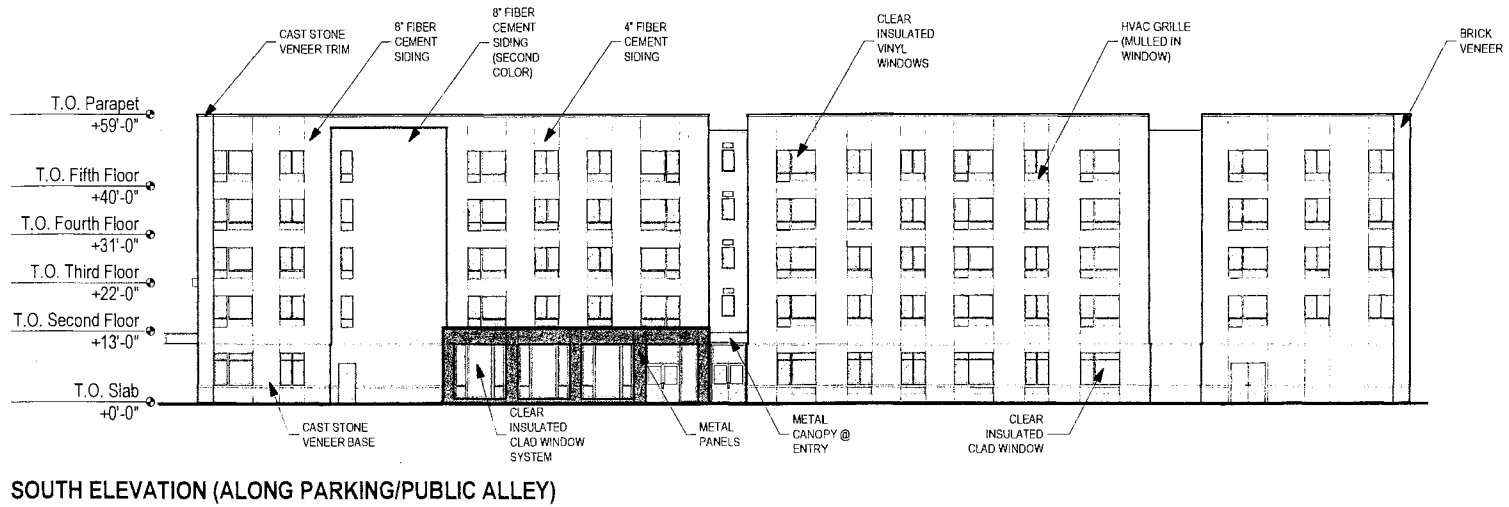 CAST STONE
VENEER TRIM
8" FIBER
CEMENT
SIDING
8" FIBER
CEMENT
SIDING
(SECOND
COLOR)
4" FIBER
CEMENT
SIDING
CLEAR
INSULATED
VINYL
WINDOWS
HVAC GRILLE
(MULLED IN
WINDOW)
BRICK
VENEER
T.O. Parapet
+59'-0"
T.O. Fifth Floor
+40'-0"
T.O. Fourth Floor
+31'-0"
T.O. Third Floor
+22'-0"
T.O. Second Floor
+13'-0"
T.O. Slab
+0'-0"
CAST STONE
VENEER BASE
CLEAR
INSULATED
CLAD WINDOW
SYSTEM
METAL
PANELS
METAL
CANOPY @
ENTRY
CLEAR
INSULATED
CLAD WINDOW
SOUTH ELEVATION (ALONG PARKING/PUBLIC ALLEY)